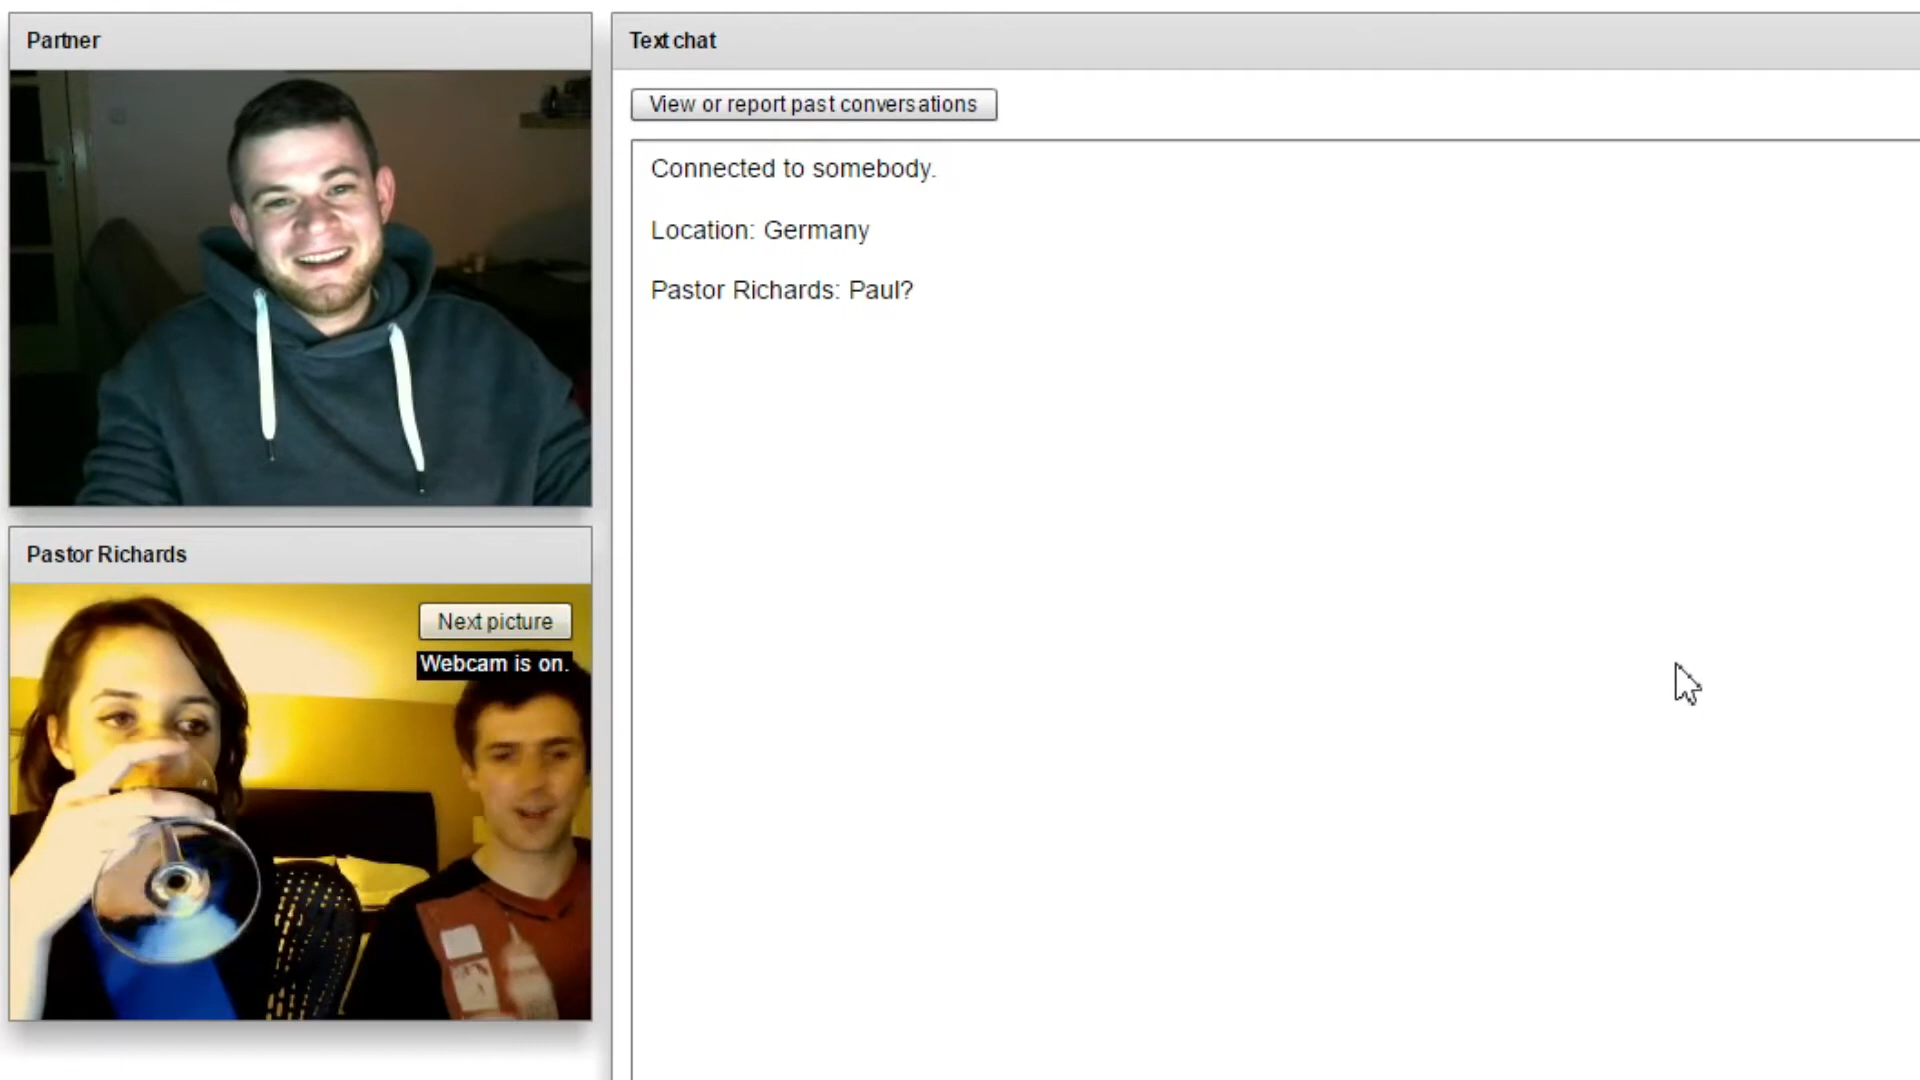 Partner
Text chat
View or report past conversations
Connected to somebody.
Location: Germany
Pastor Richards: Paul?
Pastor Richards
Next picture
Webcam is on.